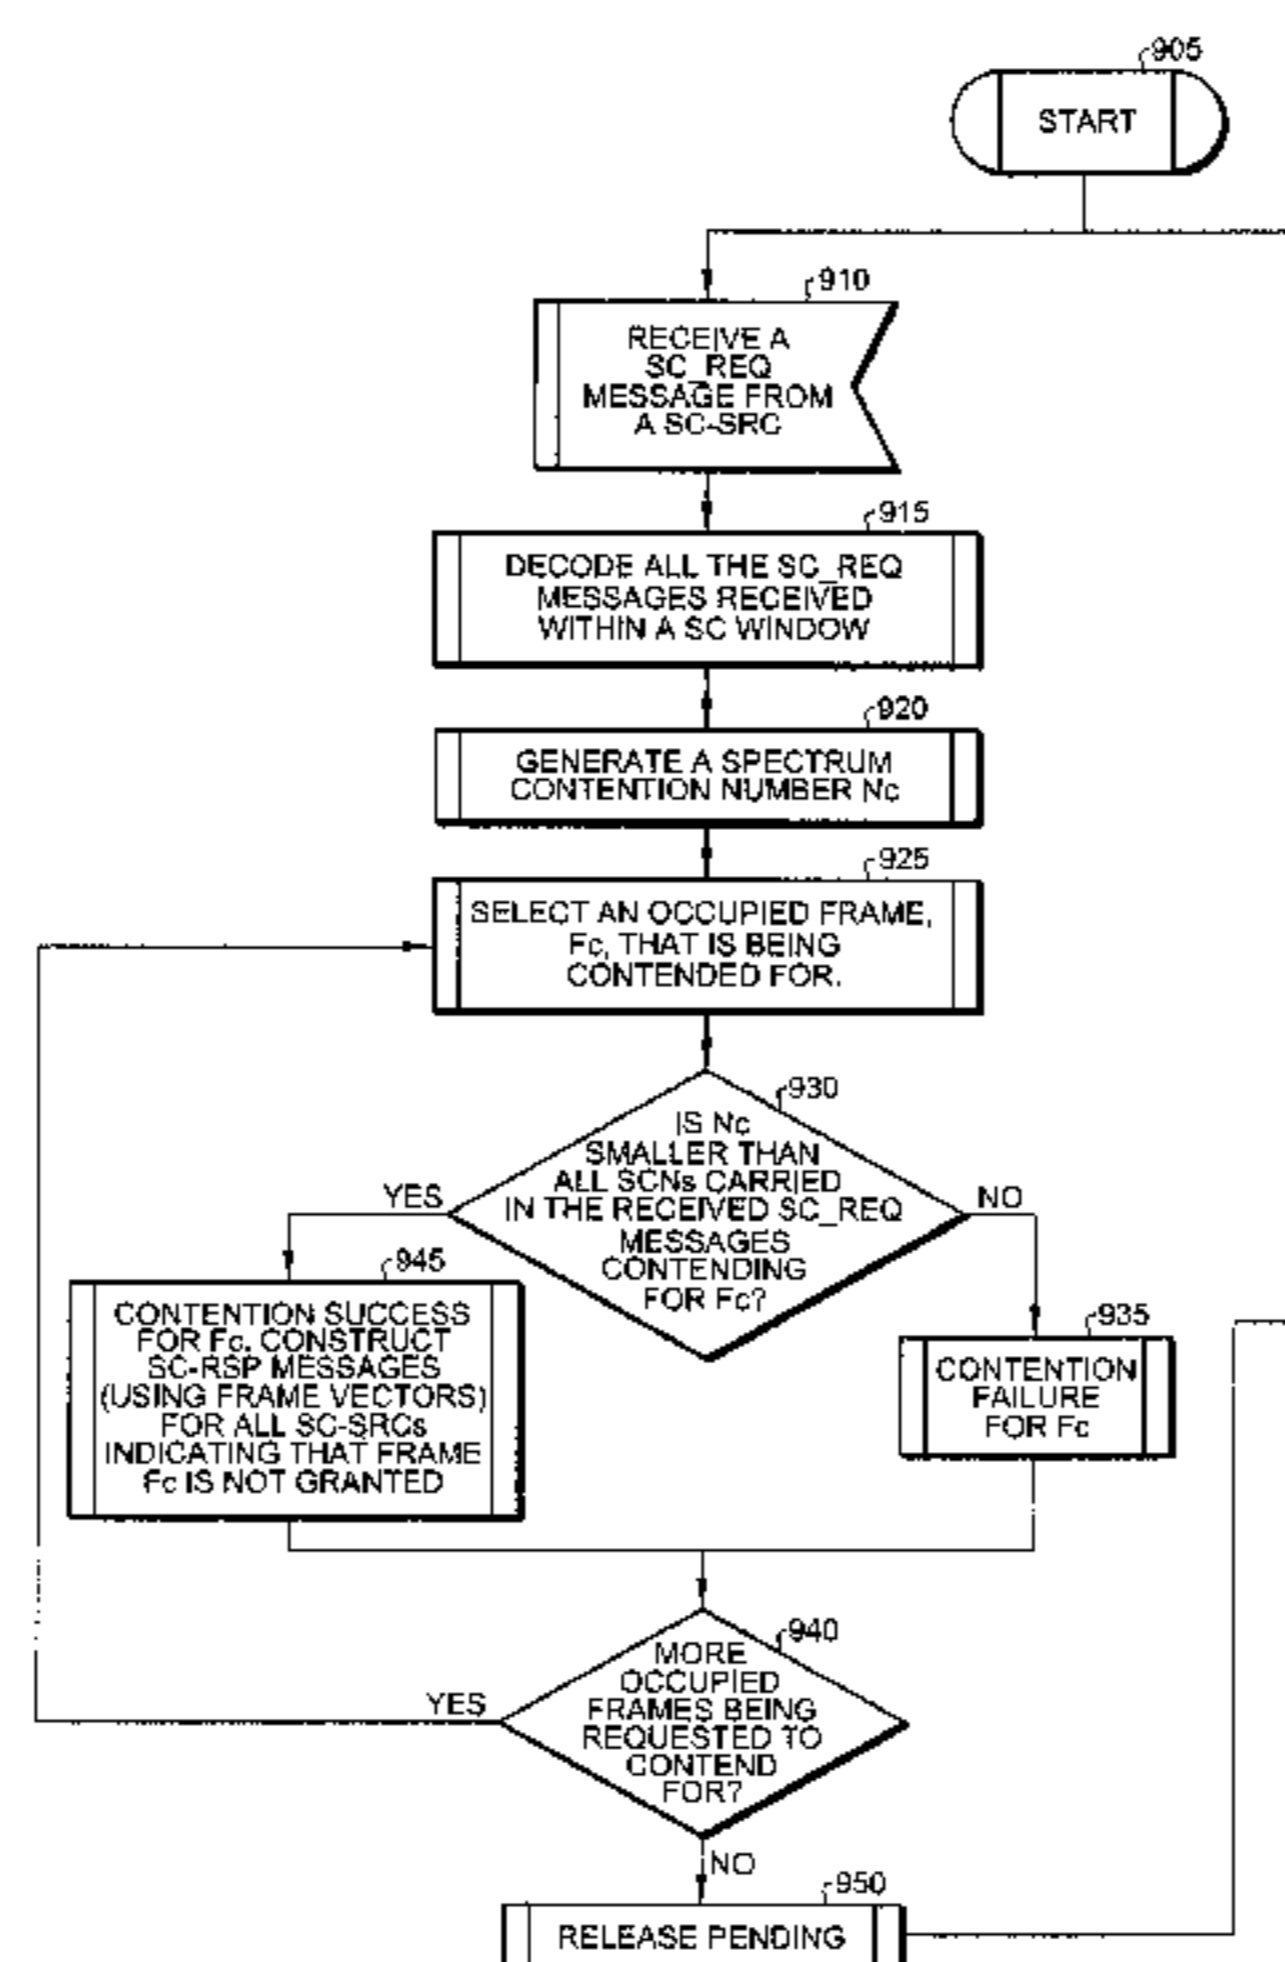 905
START
910
RECEIVE A
SC_REQ
MESSAGE FROM
A SC-SRC
915
DECODE ALL THE SC_REQ
MESSAGES RECEIVED
WITHIN A SC WINDOW
920
GENERATE A SPECTRUM
CONTENTION NUMBER Nc
925
SELECT AN OCCUPIED FRAME,
Fc, THAT IS BEING
CONTENDED FOR.
930
IS Nc
SMALLER THAN
ALL SCNs CARRIED
IN THE RECEIVED SC_REQ
MESSAGES
CONTENDING
FOR Fc?
YES
NO
945
CONTENTION SUCCESS
FOR Fc. CONSTRUCT
SC-RSP MESSAGES
(USING FRAME VECTORS)
FOR ALL SC-SRCs
INDICATING THAT FRAME
Fc IS NOT GRANTED
935
CONTENTION
FAILURE
FOR Fc
940
MORE
OCCUPIED
FRAMES BEING
REQUESTED TO
CONTEND
FOR?
YES
NO
950
RELEASE PENDING